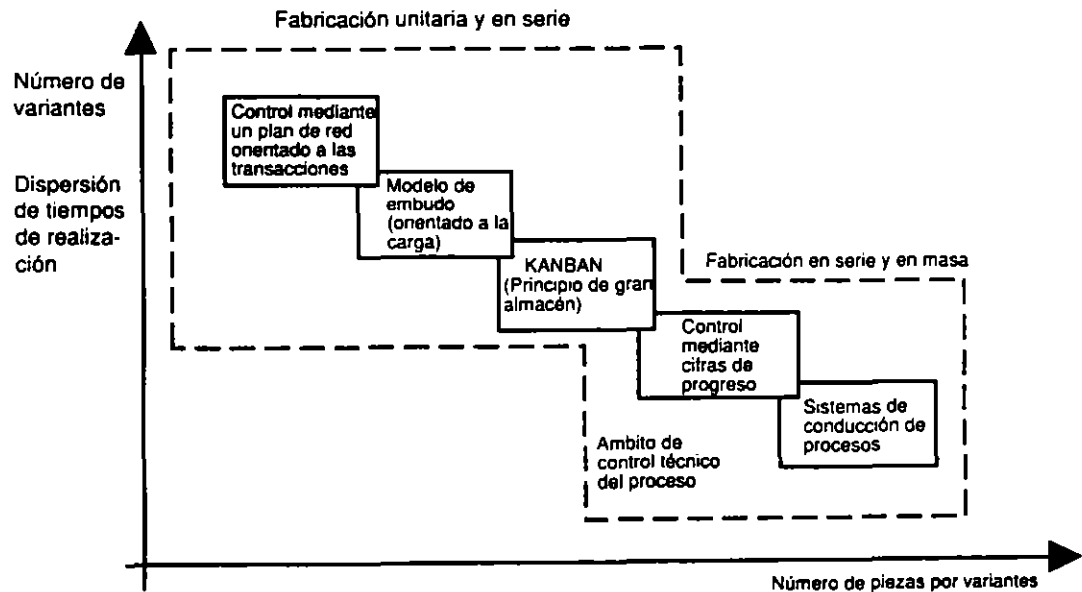 Fabricación unitaria y en serie
Número de
variantes
Dispersión
de tiempos
de realiza-
ción
Control mediante
un plan de red
orientado a las
transacciones
Modelo de
embudo
(orientado a la
carga)
KANBAN
(Principio de gran
almacén)
Fabricación en serie y en masa
Control
mediante
cifras de
progreso
Sistemas de
conducción de
procesos
Ambito de
control técnico
del proceso
Número de piezas por variantes